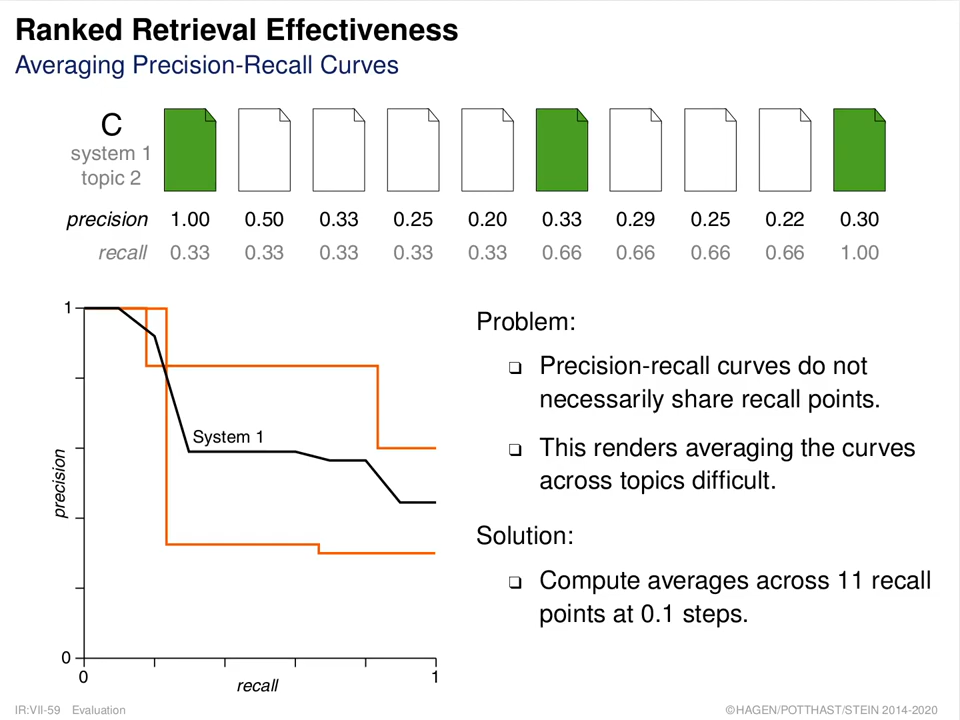 Ranked Retrieval Effectiveness
Averaging Precision-Recall Curves
C
system 1
topic 2
precision 1.00 0.50 0.33 0.25 0.20 0.33 0.29 0.25 0.22 0.30
recall 0.33 0.33 0.33 0.33 0.33 0.66 0.66 0.66 0.66 1.00
1
System 1
precision
0
0
recall
1
Problem:
❏ Precision-recall curves do not
necessarily share recall points.
❏ This renders averaging the curves
across topics difficult.
Solution:
❏ Compute averages across 11 recall
points at 0.1 steps.
IR:VII-59 Evaluation
©HAGEN/POTTHAST/STEIN 2014-2020